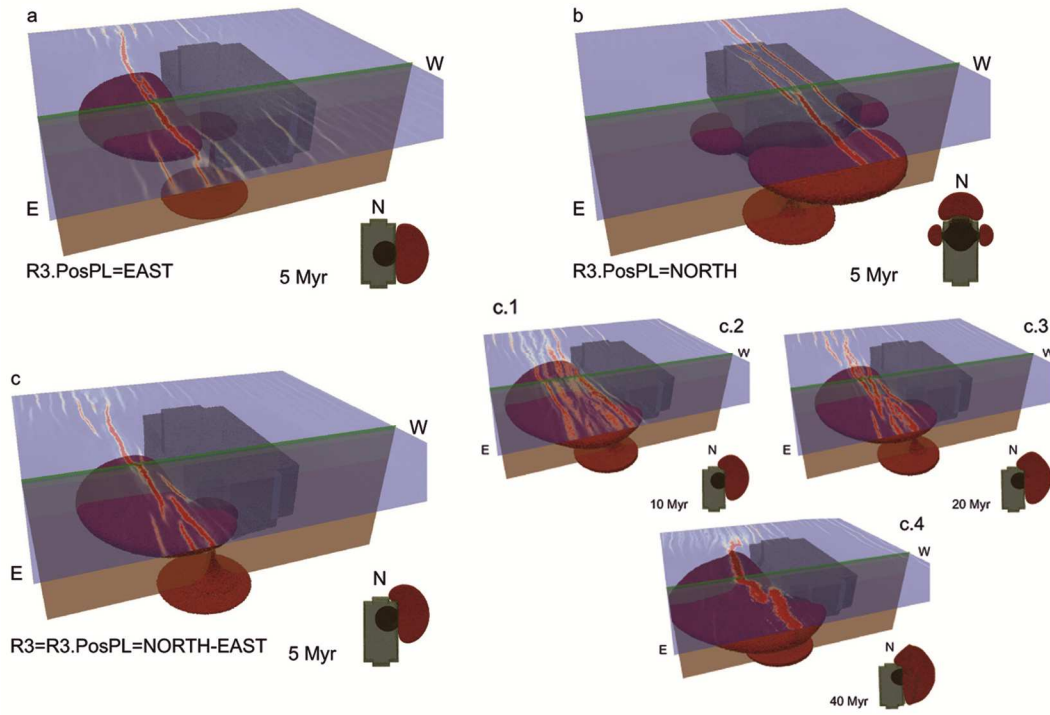 a
W
E
N
R3.PosPL=EAST
5 Myr
b
W
E
N
R3.PosPL=NORTH
5 Myr
c
W
E
N
R3=R3.PosPL=NORTH-EAST
5 Myr
c.1
c.2
W
E
N
10 Myr
c.3
W
E
N
20 Myr
c.4
W
E
N
40 Myr